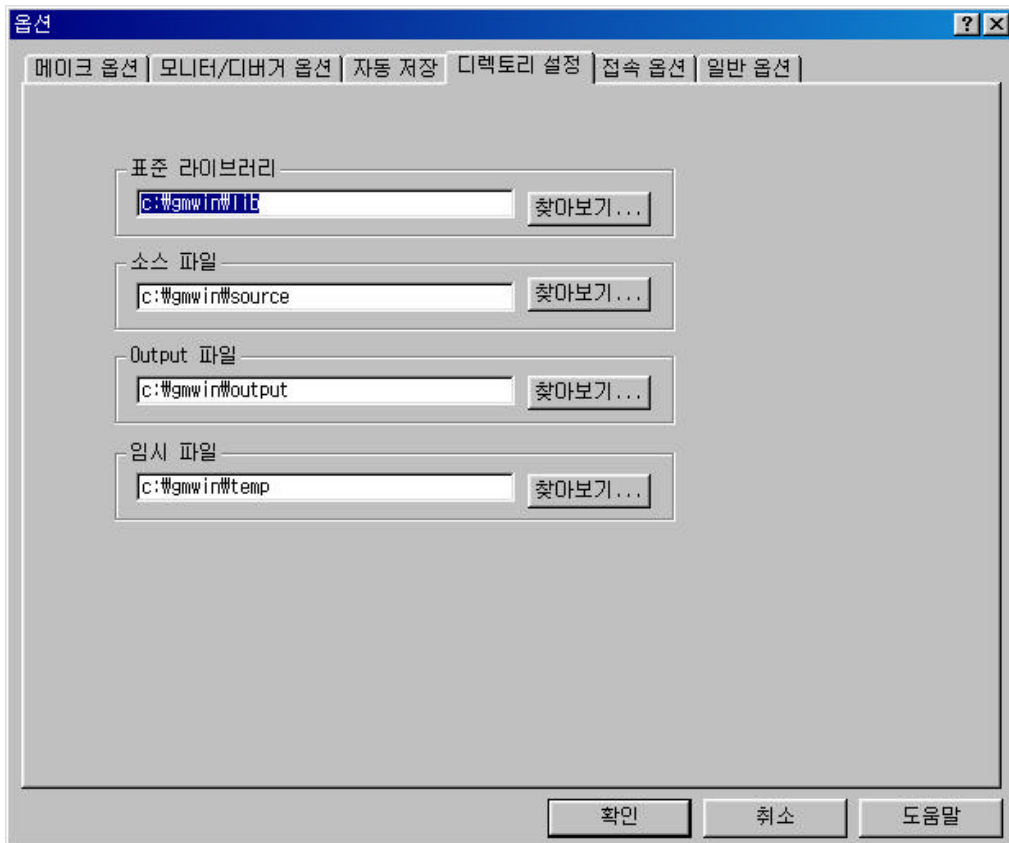 옵션
메이크 옵션 모니터/디버거 옵션 자동 저장 디렉토리 설정 접속 옵션 일반 옵션
표준 라이브러리
c:₩gmwin₩lib 찾아보기...
소스 파일
c:₩gmwin₩source 찾아보기...
Output 파일
c:₩gmwin₩output 찾아보기...
임시 파일
c:₩gmwin₩temp 찾아보기...
확인 취소 도움말